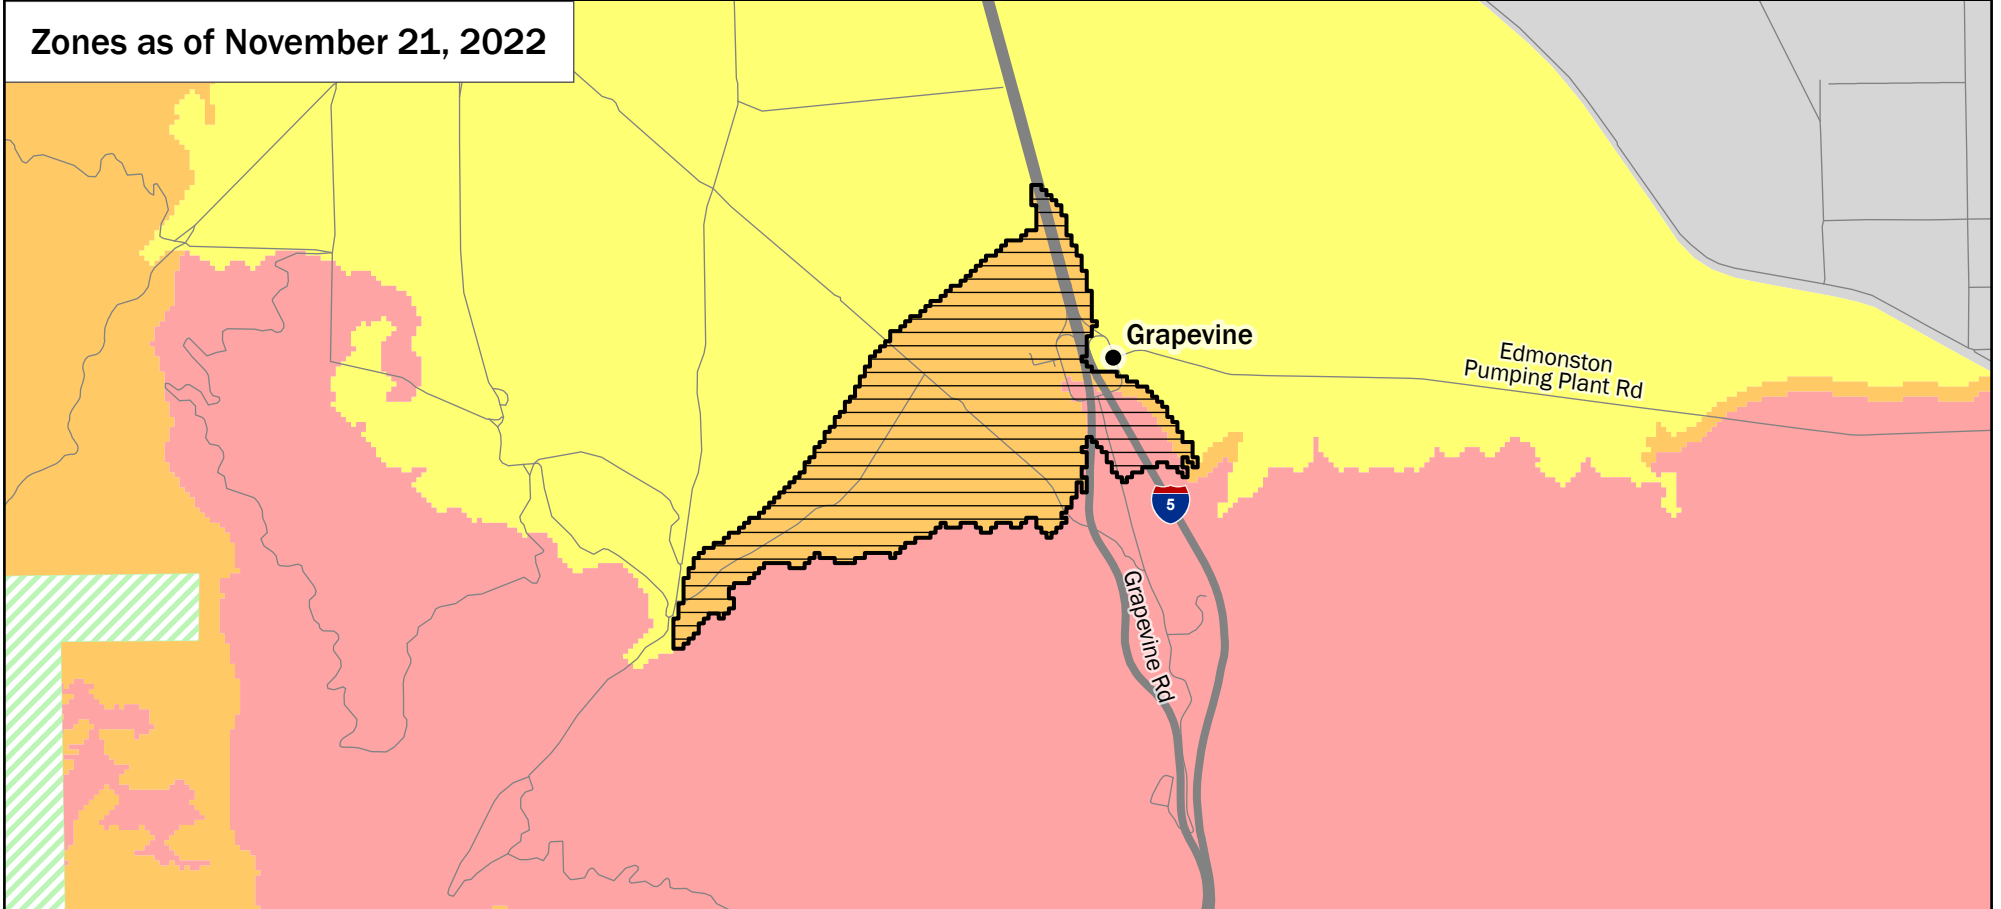 Zones as of November 21, 2022
Grapevine
Edmonston
Pumping Plant Rd
5
Grapevine Rd